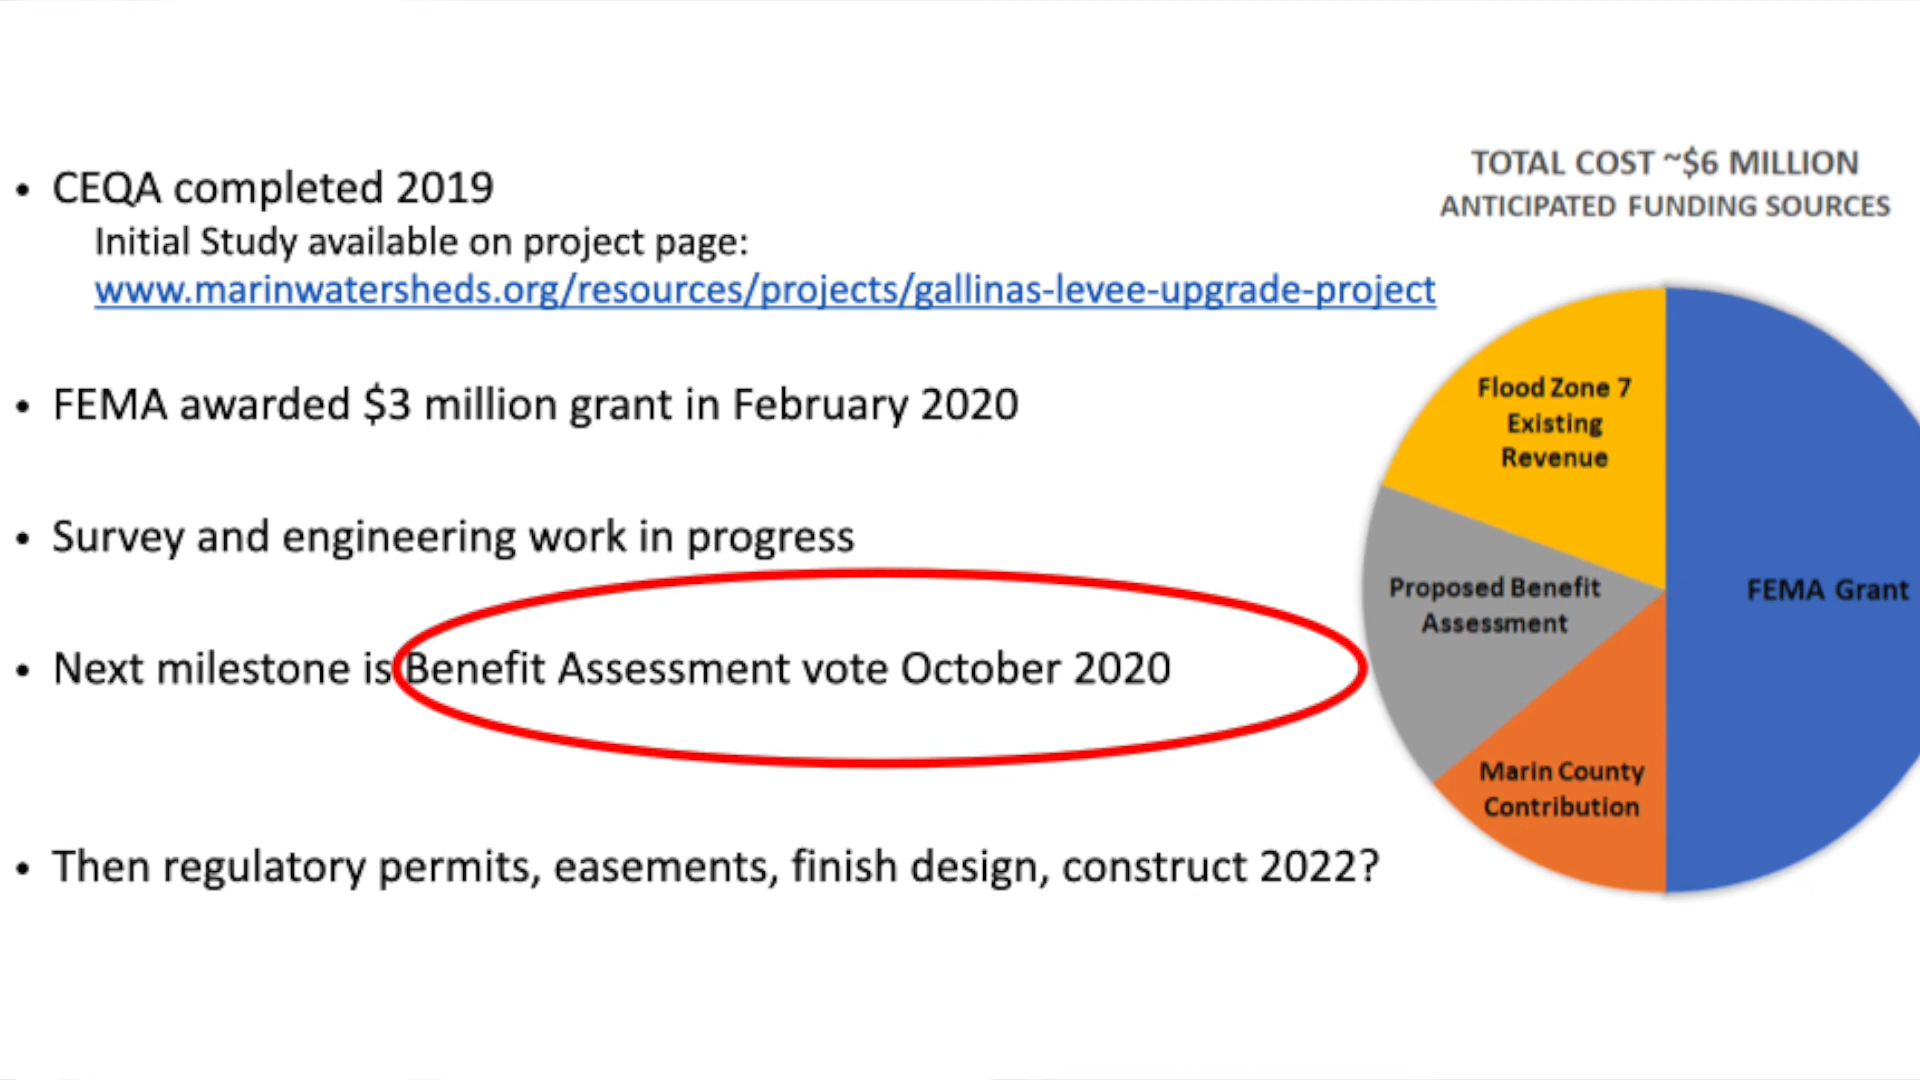 • CEQA completed 2019
Initial Study available on project page:
www.marinwatersheds.org/resources/projects/gallinas-levee-upgrade-project
• FEMA awarded $3 million grant in February 2020
• Survey and engineering work in progress
• Next milestone is Benefit Assessment vote October 2020
• Then regulatory permits, easements, finish design, construct 2022?
TOTAL COST ~$6 MILLION
ANTICIPATED FUNDING SOURCES
Flood Zone 7
Existing
Revenue
Proposed Benefit
Assessment
FEMA Grant
Marin County
Contribution